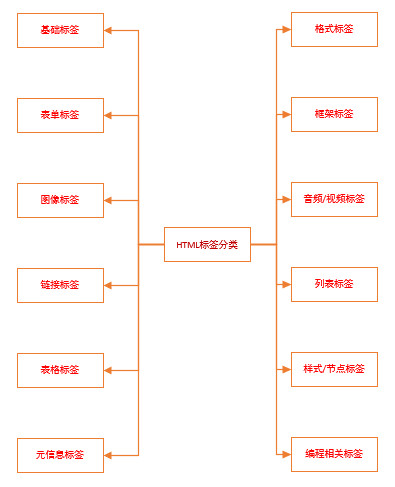 基础标签
表单标签
图像标签
链接标签
表格标签
元信息标签
HTML标签分类
格式标签
框架标签
音频/视频标签
列表标签
样式/节点标签
编程相关标签